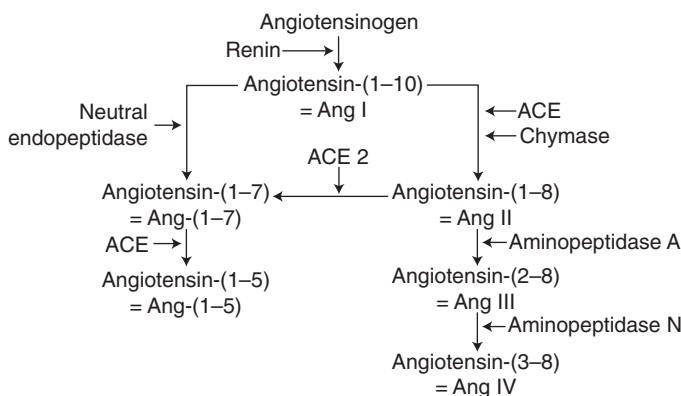 Angiotensinogen
Renin
Angiotensin-(1–10)
= Ang I
Neutral
endopeptidase
ACE
Chymase
ACE 2
Angiotensin-(1–7)
= Ang-(1–7)
Angiotensin-(1–8)
= Ang II
ACE
Aminopeptidase A
Angiotensin-(1–5)
= Ang-(1–5)
Angiotensin-(2–8)
= Ang III
Aminopeptidase N
Angiotensin-(3–8)
= Ang IV